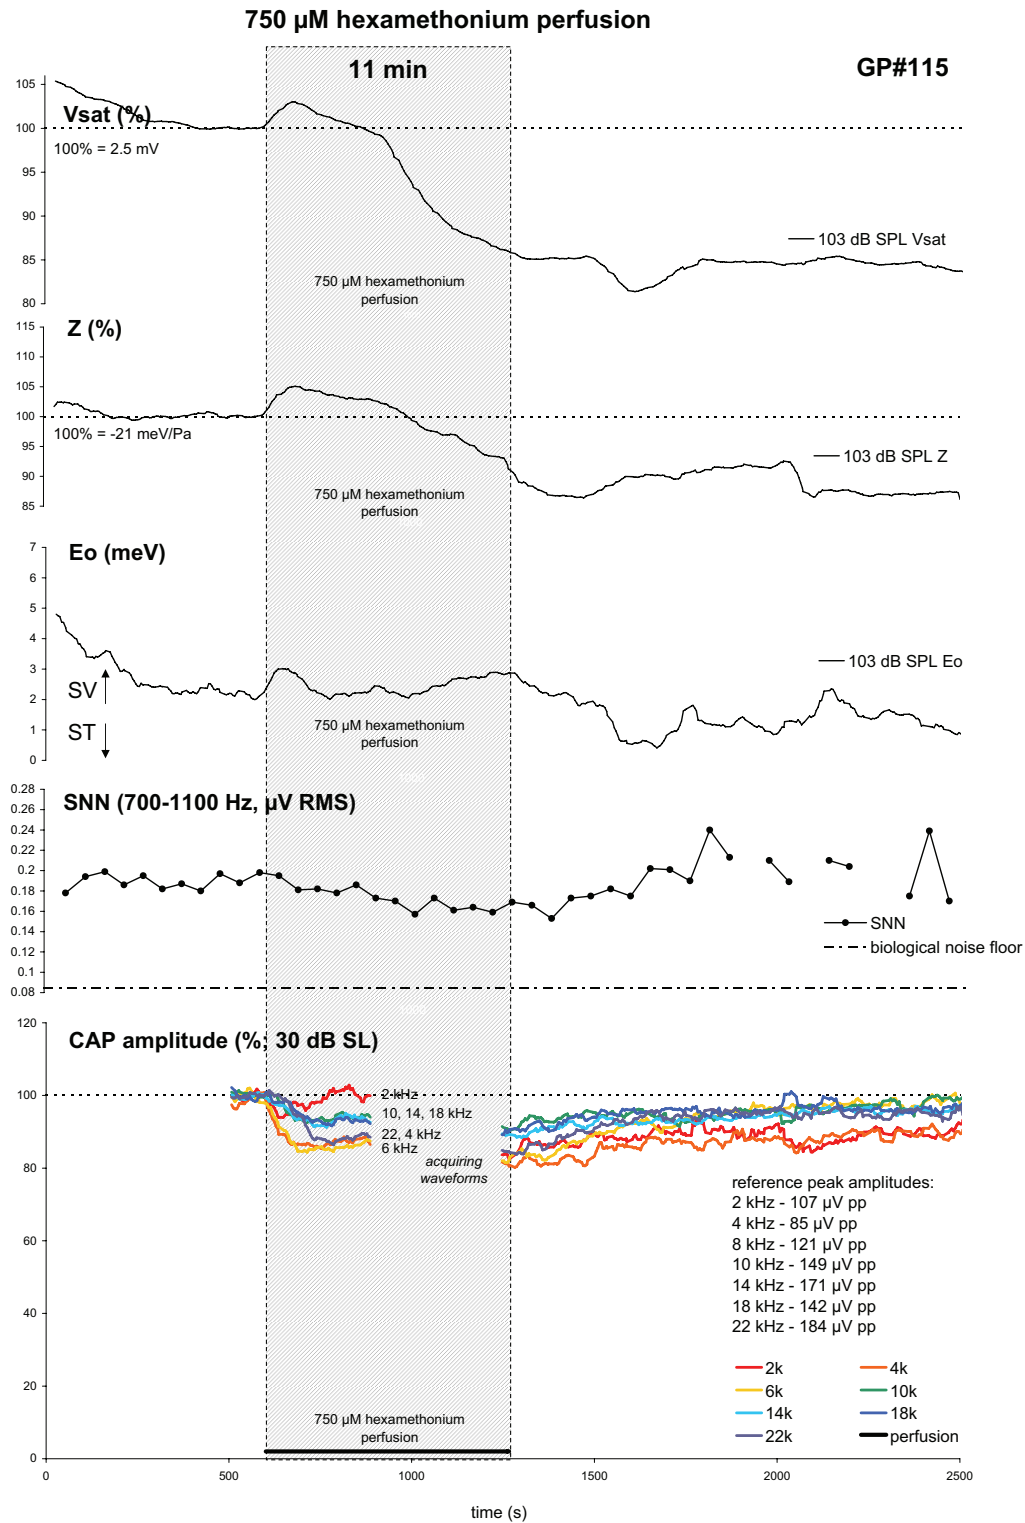 750 µM hexamethonium perfusion
11 min
GP#115
Vsat (%)
100% = 2.5 mV
105
100
95
90
85
80
103 dB SPL Vsat
750 µM hexamethonium
perfusion
Z (%)
115
110
105
100
95
90
85
100% = -21 meV/Pa
103 dB SPL Z
750 µM hexamethonium
perfusion
1000
Eo (meV)
7
6
5
4
3
2
1
0
SV
ST
103 dB SPL Eo
750 µM hexamethonium
perfusion
1000
SNN (700-1100 Hz, µV RMS)
0.28
0.26
0.24
0.22
0.2
0.18
0.16
0.14
0.12
0.1
0.08
SNN
biological noise floor
1000
CAP amplitude (%; 30 dB SL)
120
100
80
60
40
20
0
2 kHz
10, 14, 18 kHz
22, 4 kHz
6 kHz
acquiring
waveforms
reference peak amplitudes:
2 kHz - 107 µV pp
4 kHz - 85 µV pp
8 kHz - 121 µV pp
10 kHz - 149 µV pp
14 kHz - 171 µV pp
18 kHz - 142 µV pp
22 kHz - 184 µV pp
2k
4k
6k
10k
14k
18k
22k
perfusion
750 µM hexamethonium
perfusion
0
500
1000
1500
2000
2500
time (s)